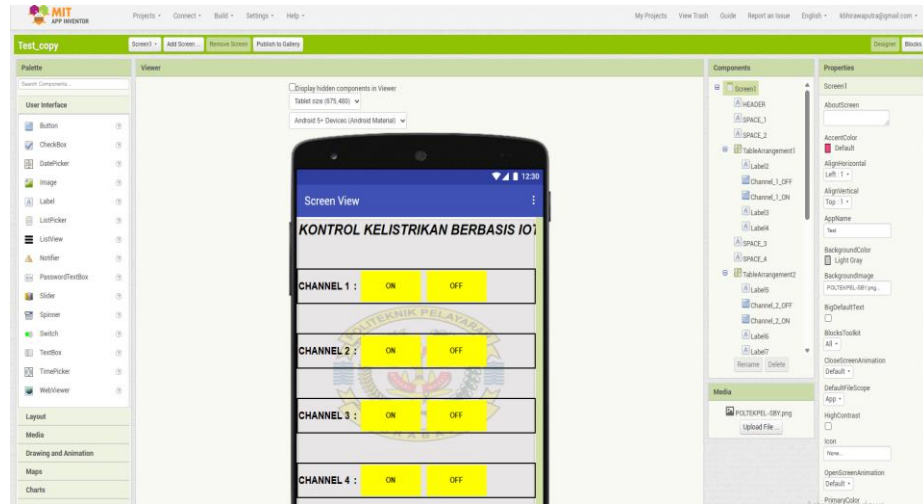 MIT
APP INVENTOR
Projects
Connect
Build
Settings
Help
My Projects
View Trash
Guide
Report an Issue
English
Test_copy
Screen1
Add Screen ...
Remove Screen
Publish to Gallery
Designer
Blocks
Palette
Search Components...
User Interface
Button
CheckBox
DatePicker
Image
Label
ListPicker
ListView
Notifier
PasswordTextBox
Slider
Spinner
Switch
TextBox
TimePicker
WebViewer
Layout
Media
Drawing and Animation
Maps
Charts
Viewer
Display hidden components in Viewer
Tablet size (675,480)
Android 5+ Devices (Android Material)
12:30
Screen View
KONTROL KELISTRIKAN BERBASIS IOT
CHANNEL 1 : ON OFF
POLITEKNIK PELAYARAN
CHANNEL 2 : ON OFF
CHANNEL 3 : ON OFF
CHANNEL 4 : ON OFF
Components
Screen1
HEADER
SPACE_1
SPACE_2
TableArrangement1
Label2
Channel_1_OFF
Channel_1_ON
Label3
Label4
SPACE_3
SPACE_4
TableArrangement2
Label5
Channel_2_OFF
Channel_2_ON
Label6
Label7
Rename
Delete
Media
POLTEKPEL-SBY.png
Upload File ...
Properties
Screen1
AboutScreen
AccentColor
Default
AlignHorizontal
Left : 1
AlignVertical
Top : 1
AppName
Test
BackgroundColor
Light Gray
BackgroundImage
POLTEKPEL-SBY.png...
BigDefaultText
BlocksToolkit
All
CloseScreenAnimation
Default
DefaultFileScope
App
HighContrast
Icon
None...
OpenScreenAnimation
Default
PrimaryColor